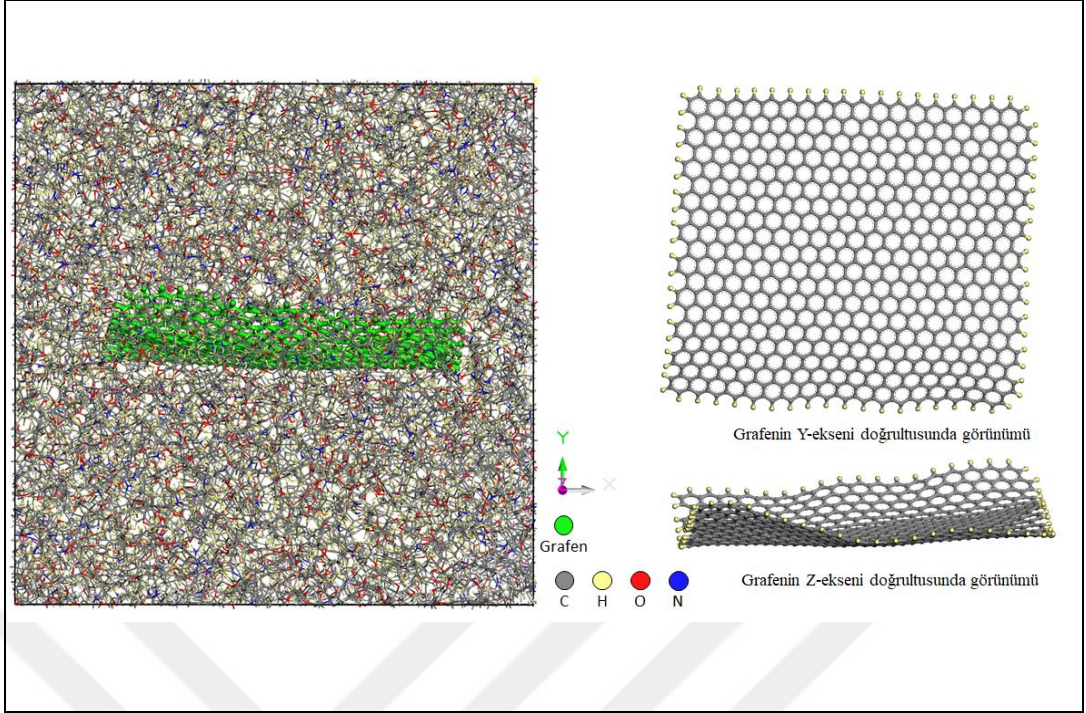 Y
Z
X
Grafen
C H O N
Grafenin Y-ekseni doğrultusunda görünümü
Grafenin Z-ekseni doğrultusunda görünümü